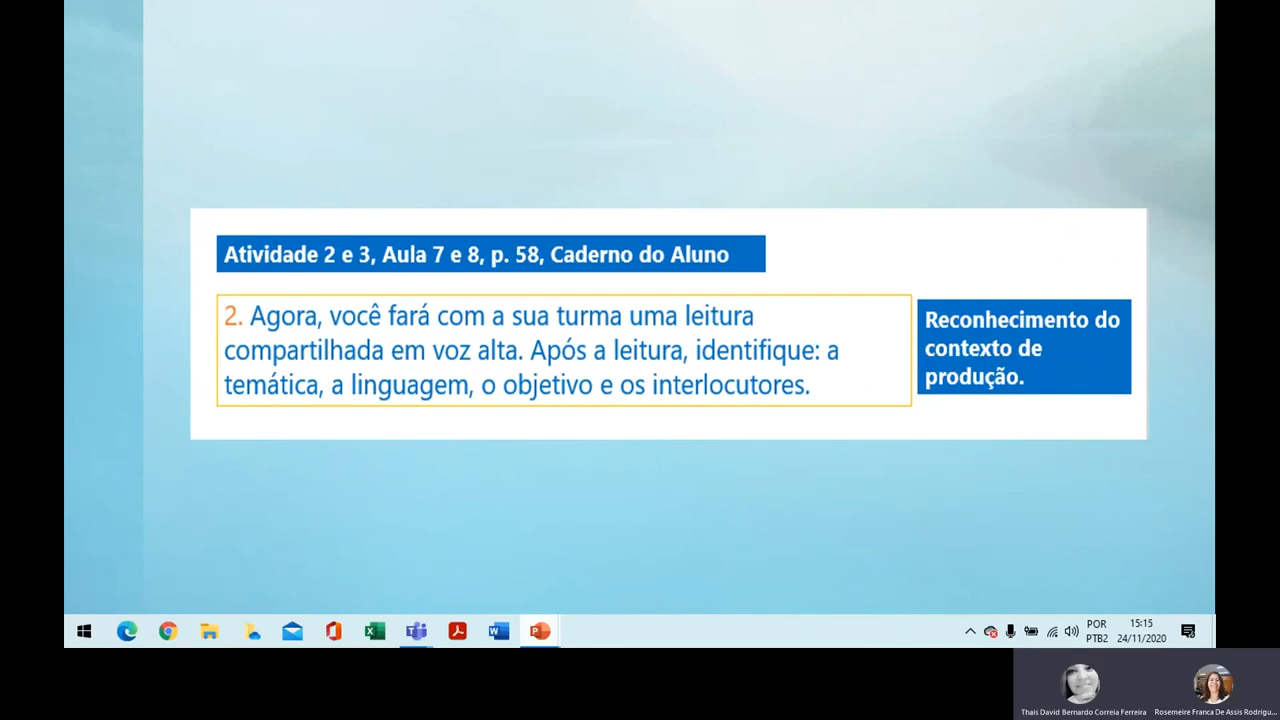 Atividade 2 e 3, Aula 7 e 8, p. 58, Caderno do Aluno
2. Agora, você fará com a sua turma uma leitura
compartilhada em voz alta. Após a leitura, identifique: a
temática, a linguagem, o objetivo e os interlocutores.
Reconhecimento do
contexto de
produção.
POR
PTB2
15:15
24/11/2020
Thais David Bernardo Correia Ferreira
Rosemeire Franca De Assis Rodrigu...